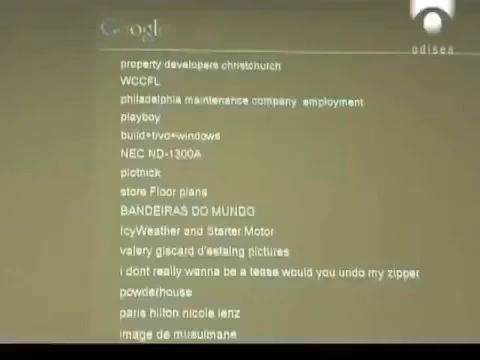 Google
odisea
property developers christchurch
WCCFL
philadelphia maintenance company employment
playboy
build+tivo+windows
NEC ND-1300A
plotnick
store Floor plans
BANDEIRAS DO MUNDO
IcyWeather and Starter Motor
valery giscard d'estaing pictures
i dont really wanna be a tease would you undo my zipper
powderhouse
paris hilton nicole lenz
image de musulmane